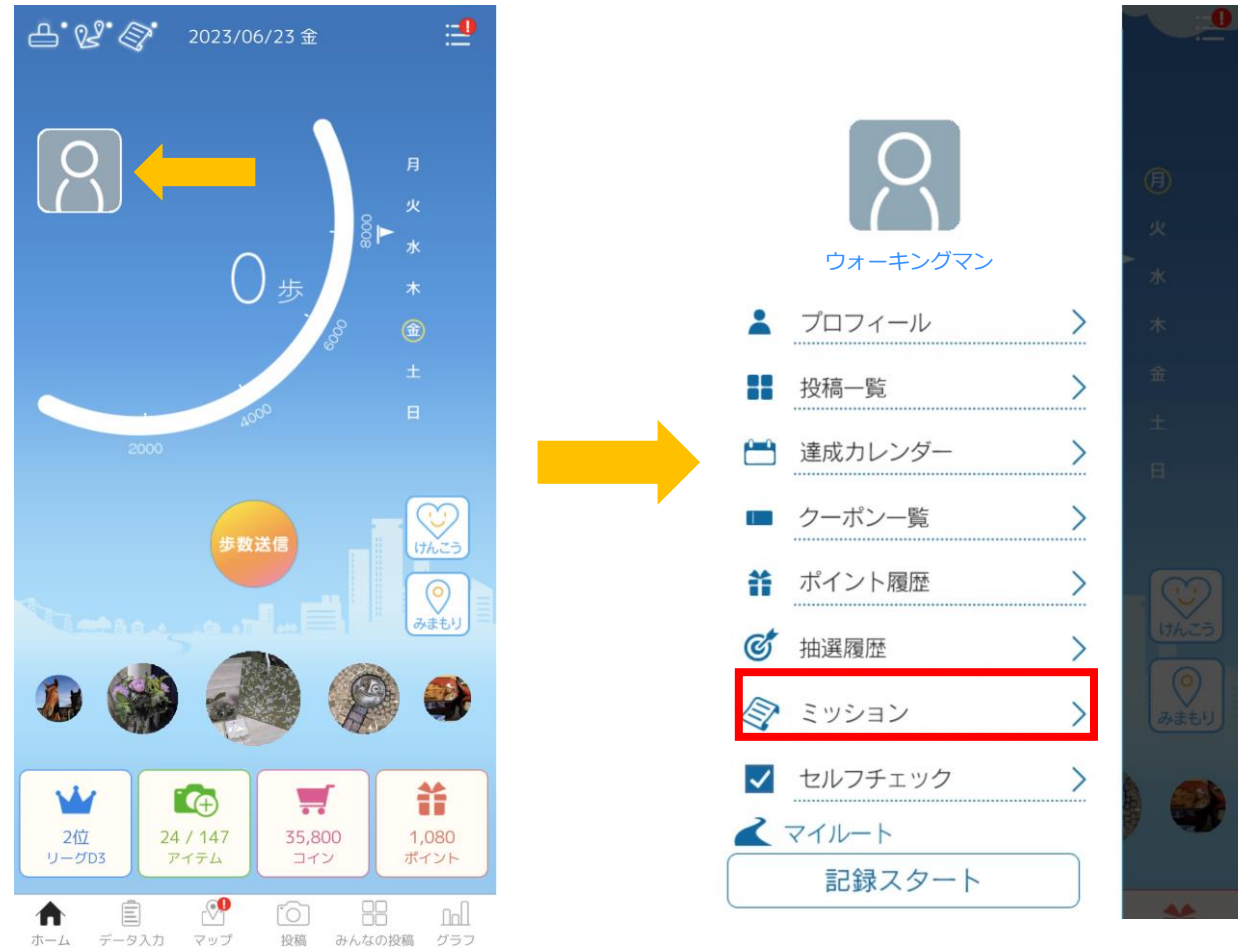 2023/06/23 金
月
火
8000
水
0 歩
木
6000
金
土
4000
日
2000
歩数送信
けんこう
みまもり
2位
リーグD3
24 / 147
アイテム
35,800
コイン
1,080
ポイント
ホーム
データ入力
マップ
投稿
みんなの投稿
グラフ
ウォーキングマン
プロフィール
投稿一覧
達成カレンダー
クーポン一覧
ポイント履歴
抽選履歴
ミッション
セルフチェック
マイルート
記録スタート
月
火
水
木
金
土
日
けんこう
みまもり